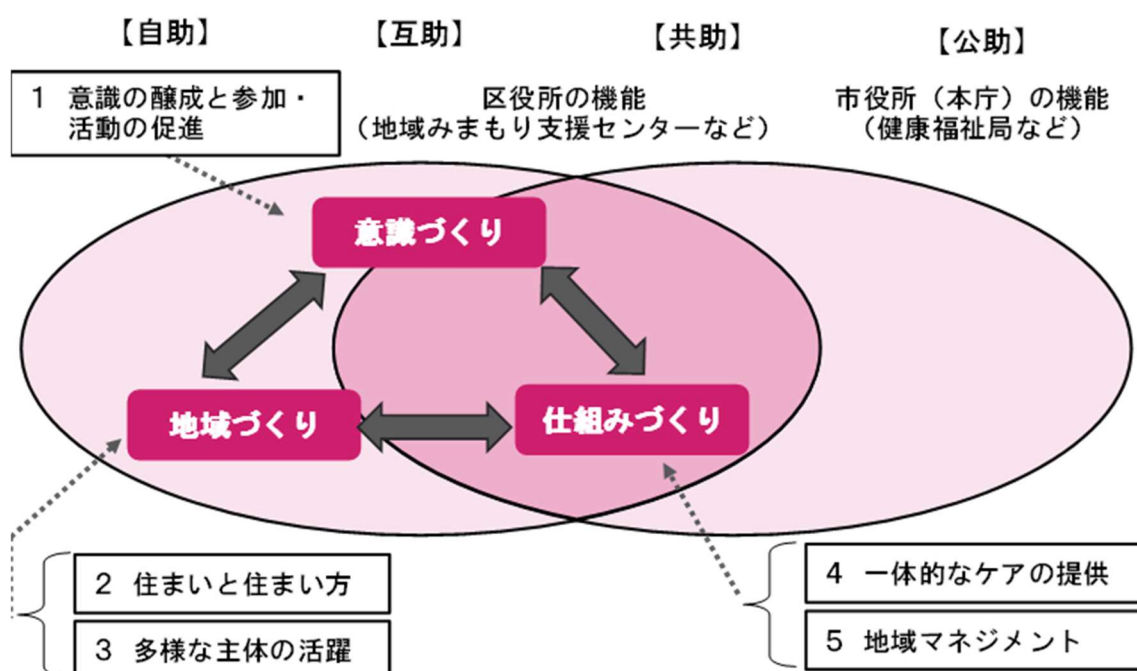 【自助】
【互助】
【共助】
【公助】
1 意識の醸成と参加・
活動の促進
区役所の機能
（地域みまもり支援センターなど）
市役所（本庁）の機能
（健康福祉局など）
意識づくり
地域づくり
仕組みづくり
2 住まいと住まい方
3 多様な主体の活躍
4 一体的なケアの提供
5 地域マネジメント